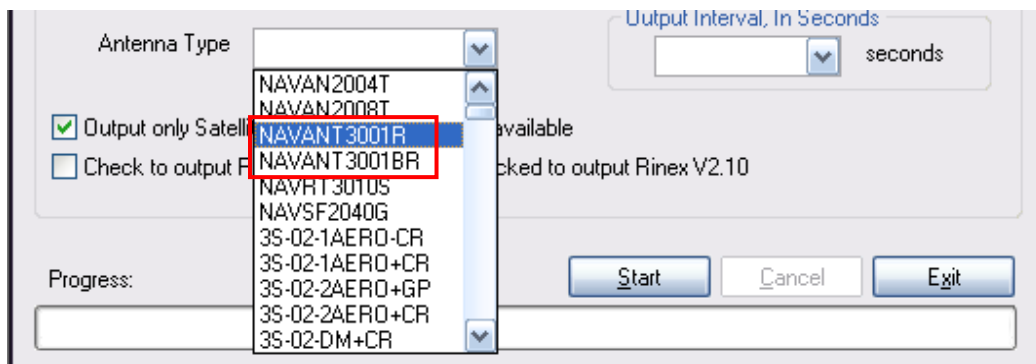 Output Interval, In Seconds
Antenna Type
seconds
NAVAN2004T
NAVAN2008T
Output only Satelli
available
NAVANT3001R
NAVANT3001BR
Check to output
cked to output Rinex V2.10
NAVRT3010S
NAVSF2040G
3S-02-1AERO-CR
3S-02-1AERO+CR
3S-02-2AERO+GP
3S-02-2AERO+CR
3S-02-DM+CR
Progress:
Start
Cancel
Exit